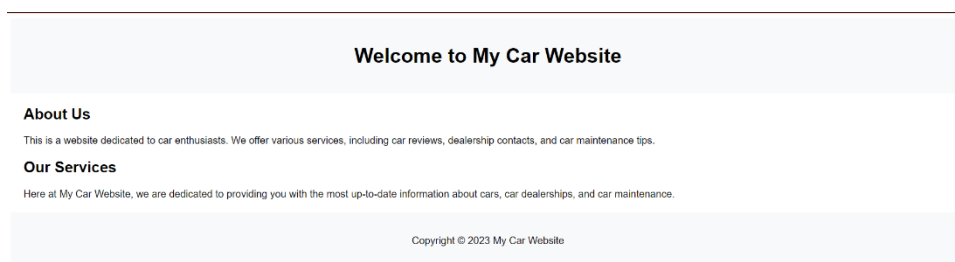 Welcome to My Car Website
About Us
This is a website dedicated to car enthusiasts. We offer various services, including car reviews, dealership contacts, and car maintenance tips.
Our Services
Here at My Car Website, we are dedicated to providing you with the most up-to-date information about cars, car dealerships, and car maintenance.
Copyright © 2023 My Car Website